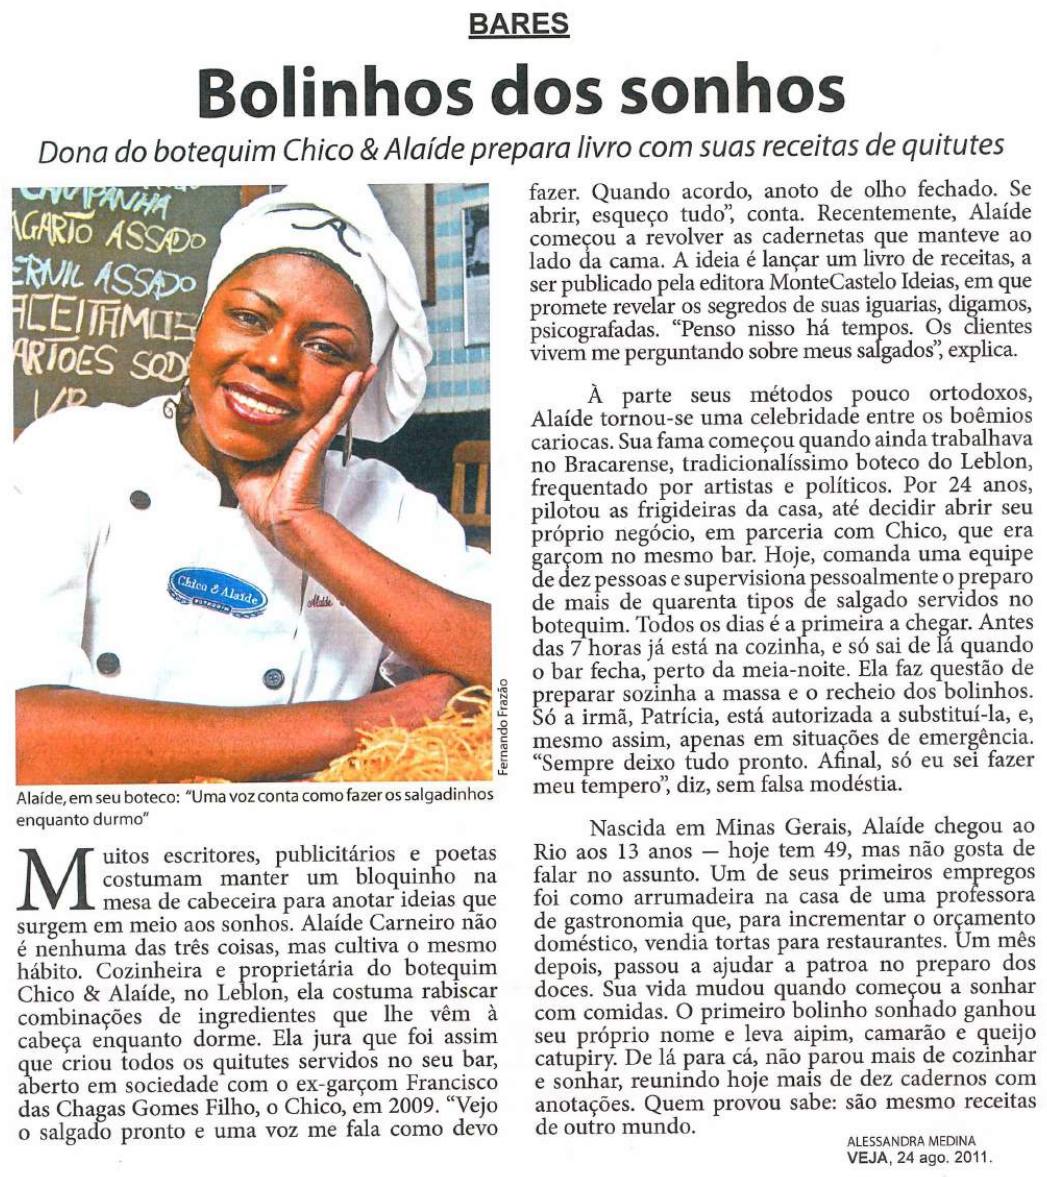 BARES
Bolinhos dos sonhos
Dona do botequim Chico & Alaíde prepara livro com suas receitas de quitutes
CAMPANHA
AGARTO ASSADO
ERNIL ASSADO
ACEITAMOS
ARTOES SOD
VR
Chico & Alaíde
BOTEQUIM
Alaíde
Fernando Frazão
Alaíde, em seu boteco: “Uma voz conta como fazer os salgadinhos
enquanto durmo”
Muitos escritores, publicitários e poetas
costumam manter um bloquinho na
mesa de cabeceira para anotar ideias que
surgem em meio aos sonhos. Alaíde Carneiro não
é nenhuma das três coisas, mas cultiva o mesmo
hábito. Cozinheira e proprietária do botequim
Chico & Alaíde, no Leblon, ela costuma rabiscar
combinações de ingredientes que lhe vêm à
cabeça enquanto dorme. Ela jura que foi assim
que criou todos os quitutes servidos no seu bar,
aberto em sociedade com o ex-garçom Francisco
das Chagas Gomes Filho, o Chico, em 2009. “Vejo
o salgado pronto e uma voz me fala como devo
fazer. Quando acordo, anoto de olho fechado. Se
abrir, esqueço tudo”, conta. Recentemente, Alaíde
começou a revolver as cadernetas que manteve ao
lado da cama. A ideia é lançar um livro de receitas, a
ser publicado pela editora MonteCastelo Ideias, em que
promete revelar os segredos de suas iguarias, digamos,
psicografadas. “Penso nisso há tempos. Os clientes
vivem me perguntando sobre meus salgados”, explica.
À parte seus métodos pouco ortodoxos,
Alaíde tornou-se uma celebridade entre os boêmios
cariocas. Sua fama começou quando ainda trabalhava
no Bracarense, tradicionalíssimo boteco do Leblon,
frequentado por artistas e políticos. Por 24 anos,
pilotou as frigideiras da casa, até decidir abrir seu
próprio negócio, em parceria com Chico, que era
garçom no mesmo bar. Hoje, comanda uma equipe
de dez pessoas e supervisiona pessoalmente o preparo
de mais de quarenta tipos de salgado servidos no
botequim. Todos os dias é a primeira a chegar. Antes
das 7 horas já está na cozinha, e só sai de lá quando
o bar fecha, perto da meia-noite. Ela faz questão de
preparar sozinha a massa e o recheio dos bolinhos.
Só a irmã, Patrícia, está autorizada a substituí-la, e,
mesmo assim, apenas em situações de emergência.
“Sempre deixo tudo pronto. Afinal, só eu sei fazer
meu tempero”, diz, sem falsa modéstia.
Nascida em Minas Gerais, Alaíde chegou ao
Rio aos 13 anos — hoje tem 49, mas não gosta de
falar no assunto. Um de seus primeiros empregos
foi como arrumadeira na casa de uma professora
de gastronomia que, para incrementar o orçamento
doméstico, vendia tortas para restaurantes. Um mês
depois, passou a ajudar a patroa no preparo dos
doces. Sua vida mudou quando começou a sonhar
com comidas. O primeiro bolinho sonhado ganhou
seu próprio nome e leva aipim, camarão e queijo
catupiry. De lá para cá, não parou mais de cozinhar
e sonhar, reunindo hoje mais de dez cadernos com
anotações. Quem provou sabe: são mesmo receitas
de outro mundo.
ALESSANDRA MEDINA
VEJA, 24 ago. 2011.